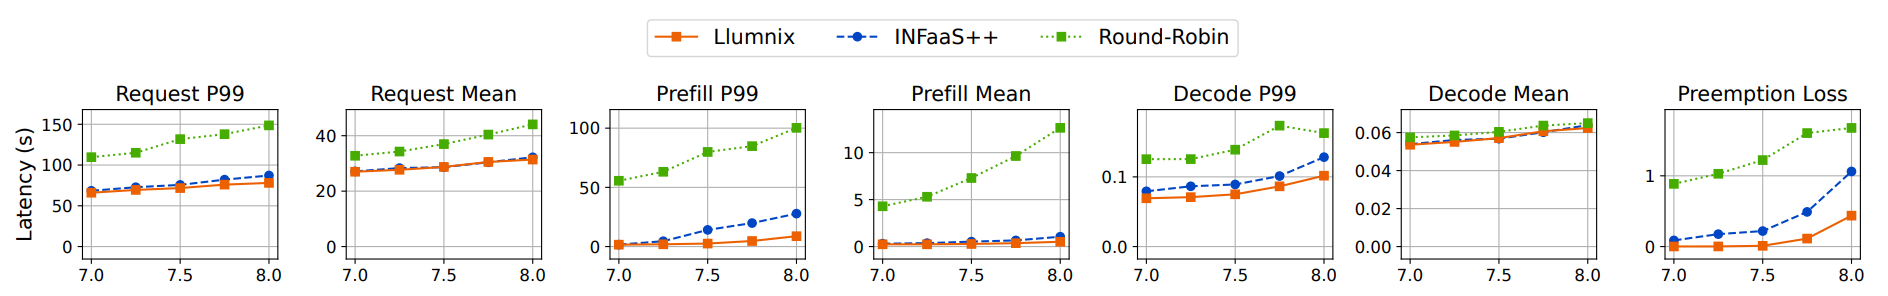 Llumnix INFaaS++ Round-Robin
Request P99 Request Mean Prefill P99 Prefill Mean Decode P99 Decode Mean Preemption Loss
Latency (s)
150
100
50
0
7.0 7.5 8.0
40
20
0
7.0 7.5 8.0
100
50
0
7.0 7.5 8.0
10
5
0
7.0 7.5 8.0
0.1
0.0
7.0 7.5 8.0
0.06
0.04
0.02
0.00
7.0 7.5 8.0
1
0
7.0 7.5 8.0